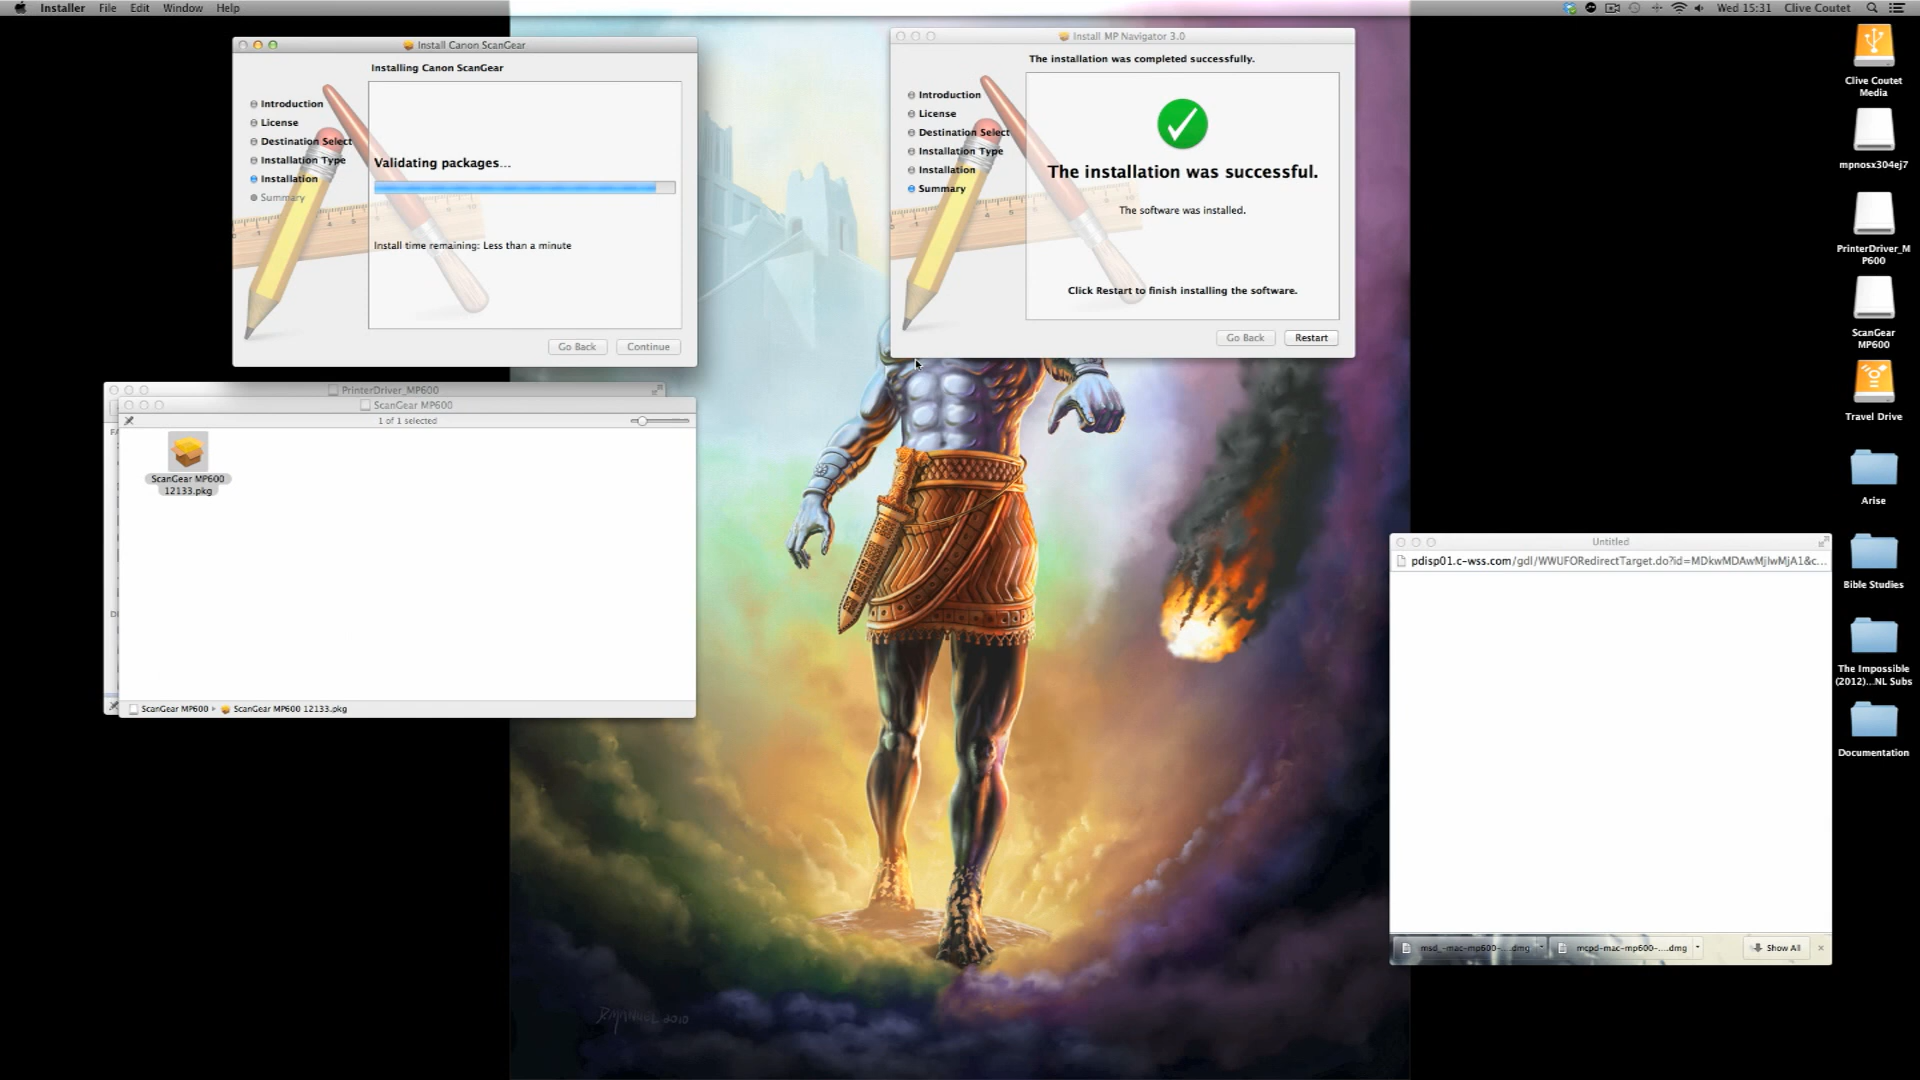 Installer File Edit Window Help
Wed 15:31 Clive Coutet
Install Canon ScanGear
Installing Canon ScanGear
Introduction
License
Destination Select
Installation Type
Installation
Summary
Validating packages...
Install time remaining: Less than a minute
Go Back Continue
Install MP Navigator 3.0
The installation was completed successfully.
Introduction
License
Destination Select
Installation Type
Installation
Summary
The installation was successful.
The software was installed.
Click Restart to finish installing the software.
Go Back Restart
PrinterDriver_MP600
ScanGear MP600
1 of 1 selected
ScanGear MP600
12133.pkg
ScanGear MP600 ▸ ScanGear MP600 12133.pkg
Untitled
pdisp01.c-wss.com/gdl/WWUFORedirectTarget.do?id=MDkwMDAwMjIwMjA1&c...
msd_-mac-mp600-....dmg mcpd-mac-mp600-....dmg Show All
Clive Coutet
Media
mpnosx304ej7
PrinterDriver_M
P600
ScanGear
MP600
Travel Drive
Arise
Bible Studies
The Impossible
(2012)...NL Subs
Documentation